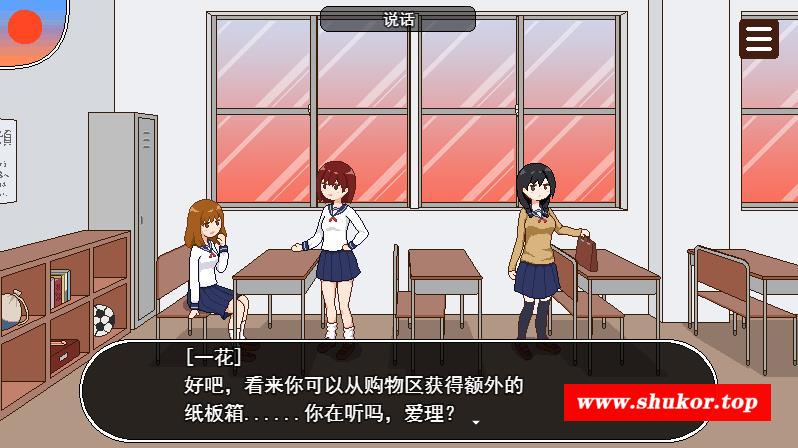 说话
[一花]
好吧，看来你可以从购物区获得额外的
纸板箱......你在听吗，爱理？
www.shukor.top